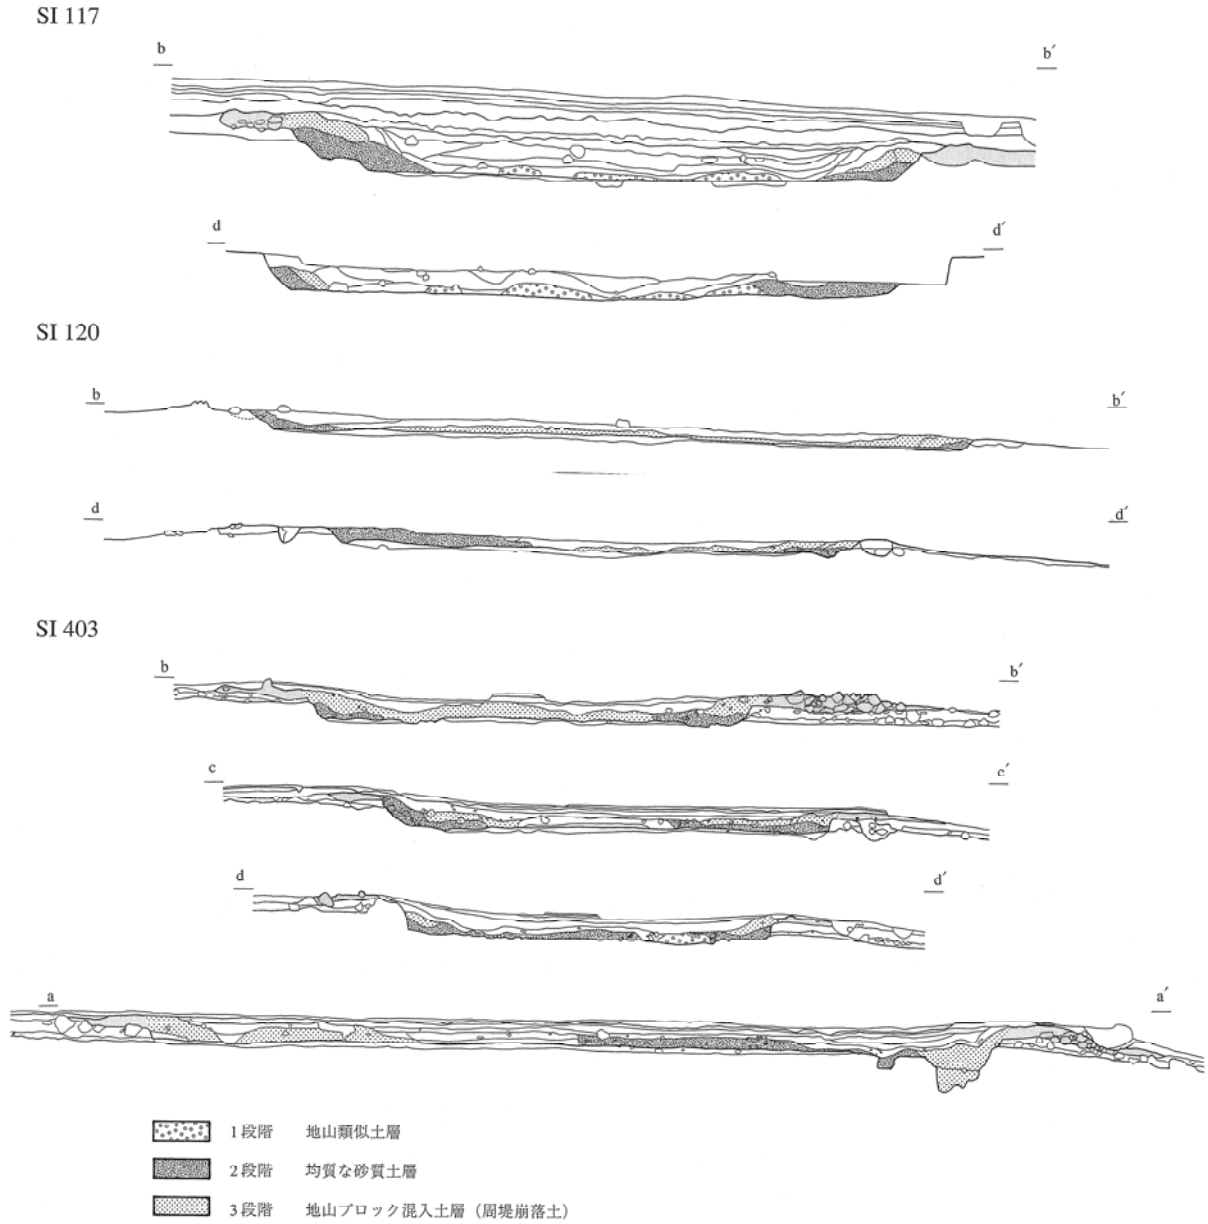 SI 117
b b′
d d′
SI 120
b b′
d d′
SI 403
b b′
c c′
d d′
a a′
1段階 地山類似土層
2段階 均質な砂質土層
3段階 地山ブロック混入土層（周堤崩落土）